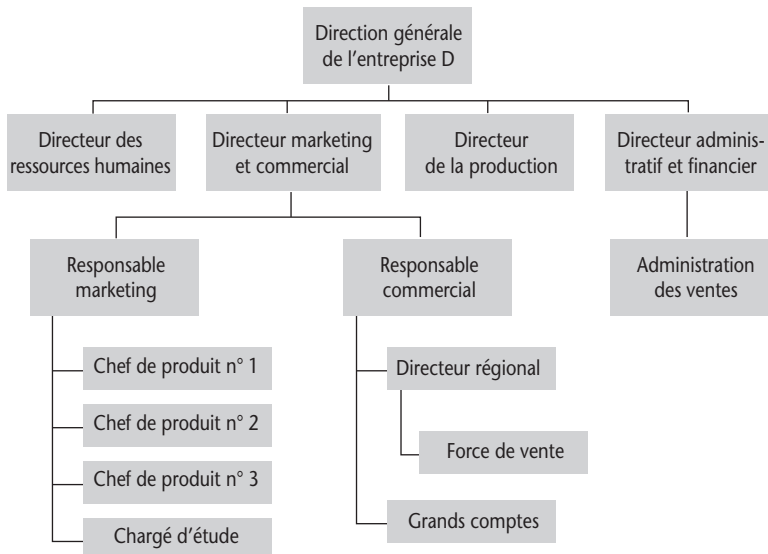 Direction générale
de l'entreprise D
Directeur des
ressources humaines
Directeur marketing
et commercial
Directeur
de la production
Directeur adminis-
tratif et financier
Responsable
marketing
Responsable
commercial
Administration
des ventes
Chef de produit n° 1
Chef de produit n° 2
Chef de produit n° 3
Chargé d'étude
Directeur régional
Force de vente
Grands comptes